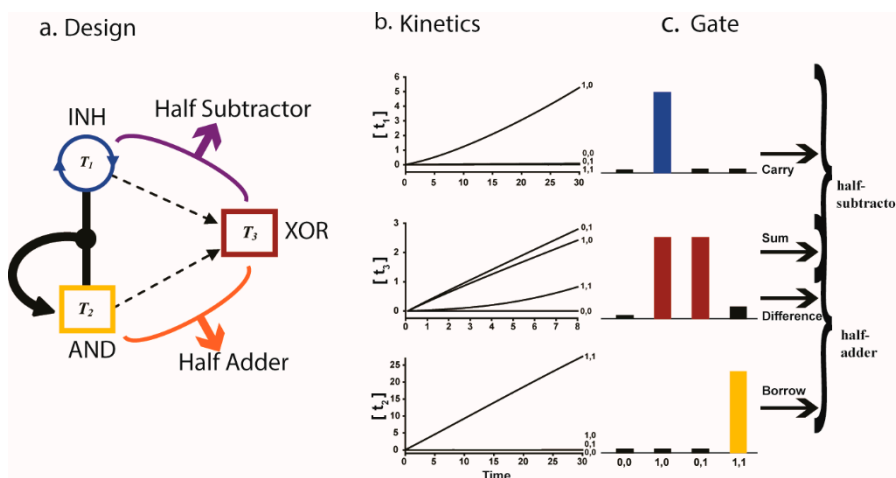 a. Design
b. Kinetics
c. Gate
INH
T1
Half Subtractor
T3
XOR
T2
AND
Half Adder
[ t1 ]
6
5
4
3
2
1
0
1,0
0,0
0,1
1,1
0 5 10 15 20 25 30
[ t3 ]
3
2
1
0
0,1
1,0
1,1
0,0
0 1 2 3 4 5 6 7 8
[ t2 ]
25
20
15
10
5
0
1,1
1,0
0,1
0,0
0 5 10 15 20 25 30
Time
Carry
Sum
Difference
Borrow
0,0 1,0 0,1 1,1
half-
subtracto
half-
adder